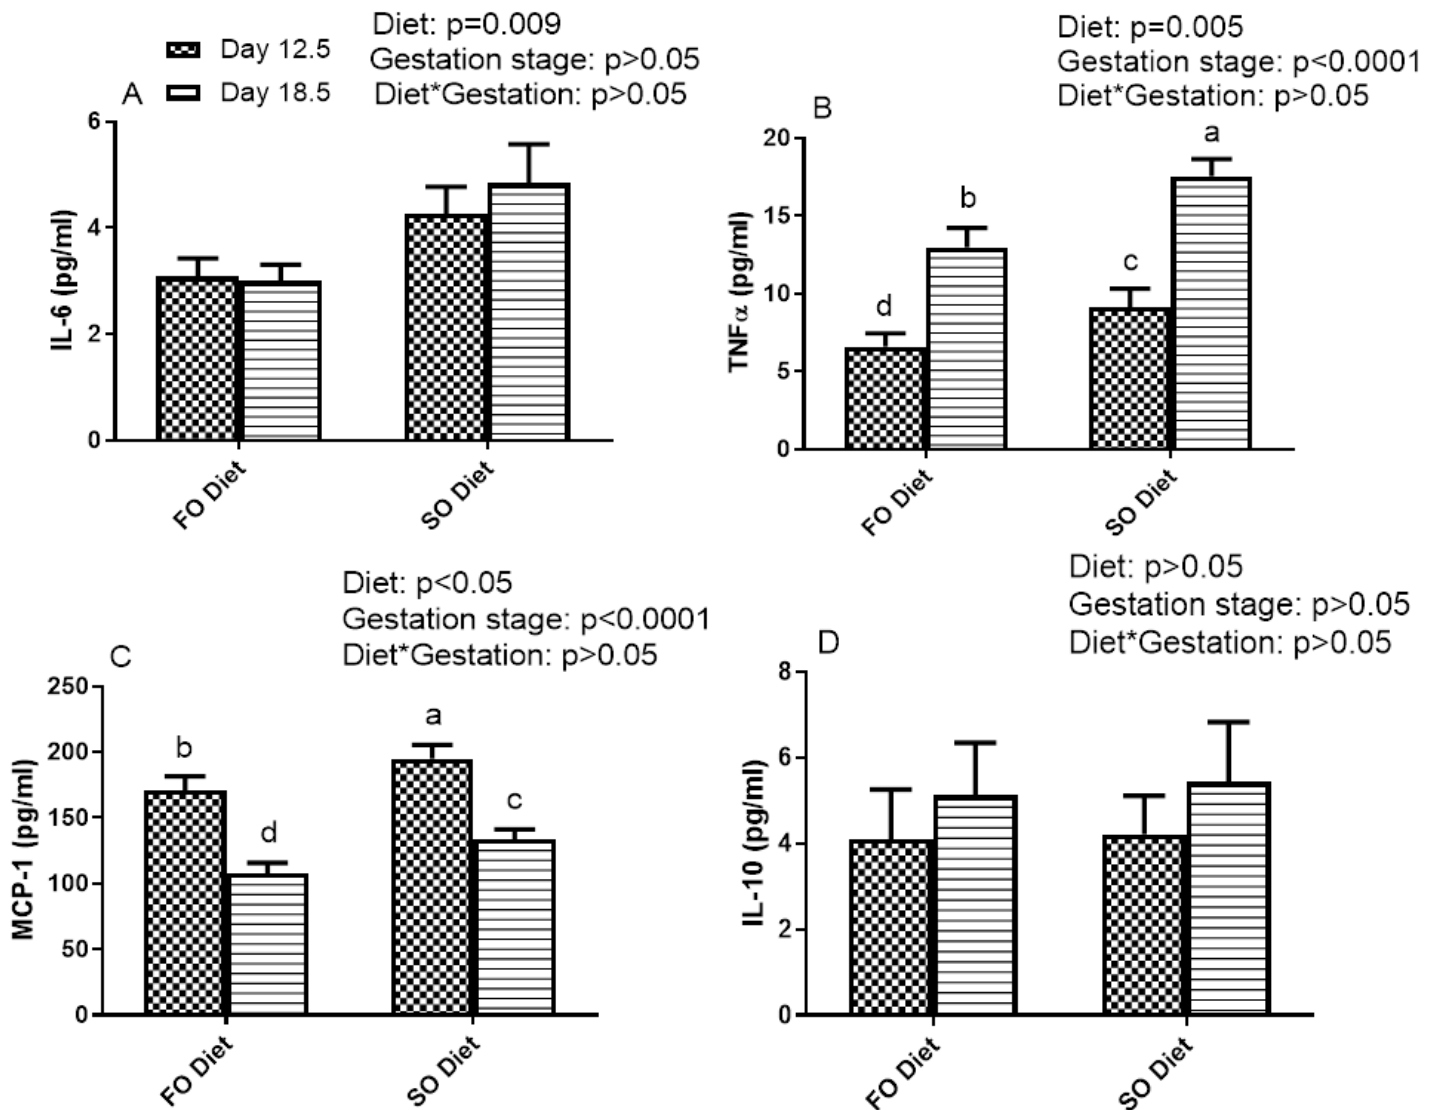 Day 12.5
Day 18.5
Diet: p=0.009
Gestation stage: p>0.05
Diet*Gestation: p>0.05
A
6
4
2
0
IL-6 (pg/ml)
FO Diet
SO Diet
Diet: p=0.005
Gestation stage: p<0.0001
Diet*Gestation: p>0.05
B
20
15
10
5
0
TNFα (pg/ml)
d
b
c
a
FO Diet
SO Diet
Diet: p<0.05
Gestation stage: p<0.0001
Diet*Gestation: p>0.05
C
250
200
150
100
50
0
MCP-1 (pg/ml)
b
d
a
c
FO Diet
SO Diet
Diet: p>0.05
Gestation stage: p>0.05
Diet*Gestation: p>0.05
D
8
6
4
2
0
IL-10 (pg/ml)
FO Diet
SO Diet